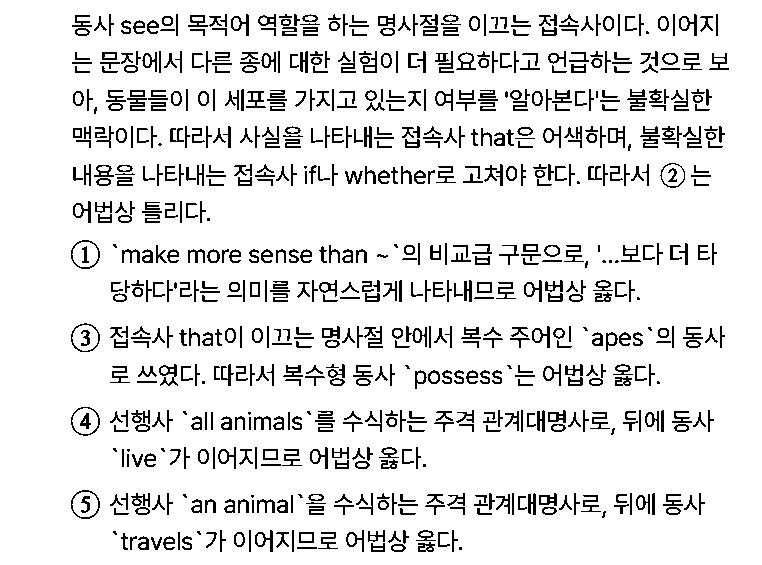 동사 see의 목적어 역할을 하는 명사절을 이끄는 접속사이다. 이어지
는 문장에서 다른 종에 대한 실험이 더 필요하다고 언급하는 것으로 보
아, 동물들이 이 세포를 가지고 있는지 여부를 '알아본다'는 불확실한
맥락이다. 따라서 사실을 나타내는 접속사 that은 어색하며, 불확실한
내용을 나타내는 접속사 if나 whether로 고쳐야 한다. 따라서 ②는
어법상 틀리다.
① `make more sense than ~`의 비교급 구문으로, '...보다 더 타
당하다'라는 의미를 자연스럽게 나타내므로 어법상 옳다.
③ 접속사 that이 이끄는 명사절 안에서 복수 주어인 `apes`의 동사
로 쓰였다. 따라서 복수형 동사 `possess`는 어법상 옳다.
④ 선행사 `all animals`를 수식하는 주격 관계대명사로, 뒤에 동사
`live`가 이어지므로 어법상 옳다.
⑤ 선행사 `an animal`을 수식하는 주격 관계대명사로, 뒤에 동사
`travels`가 이어지므로 어법상 옳다.